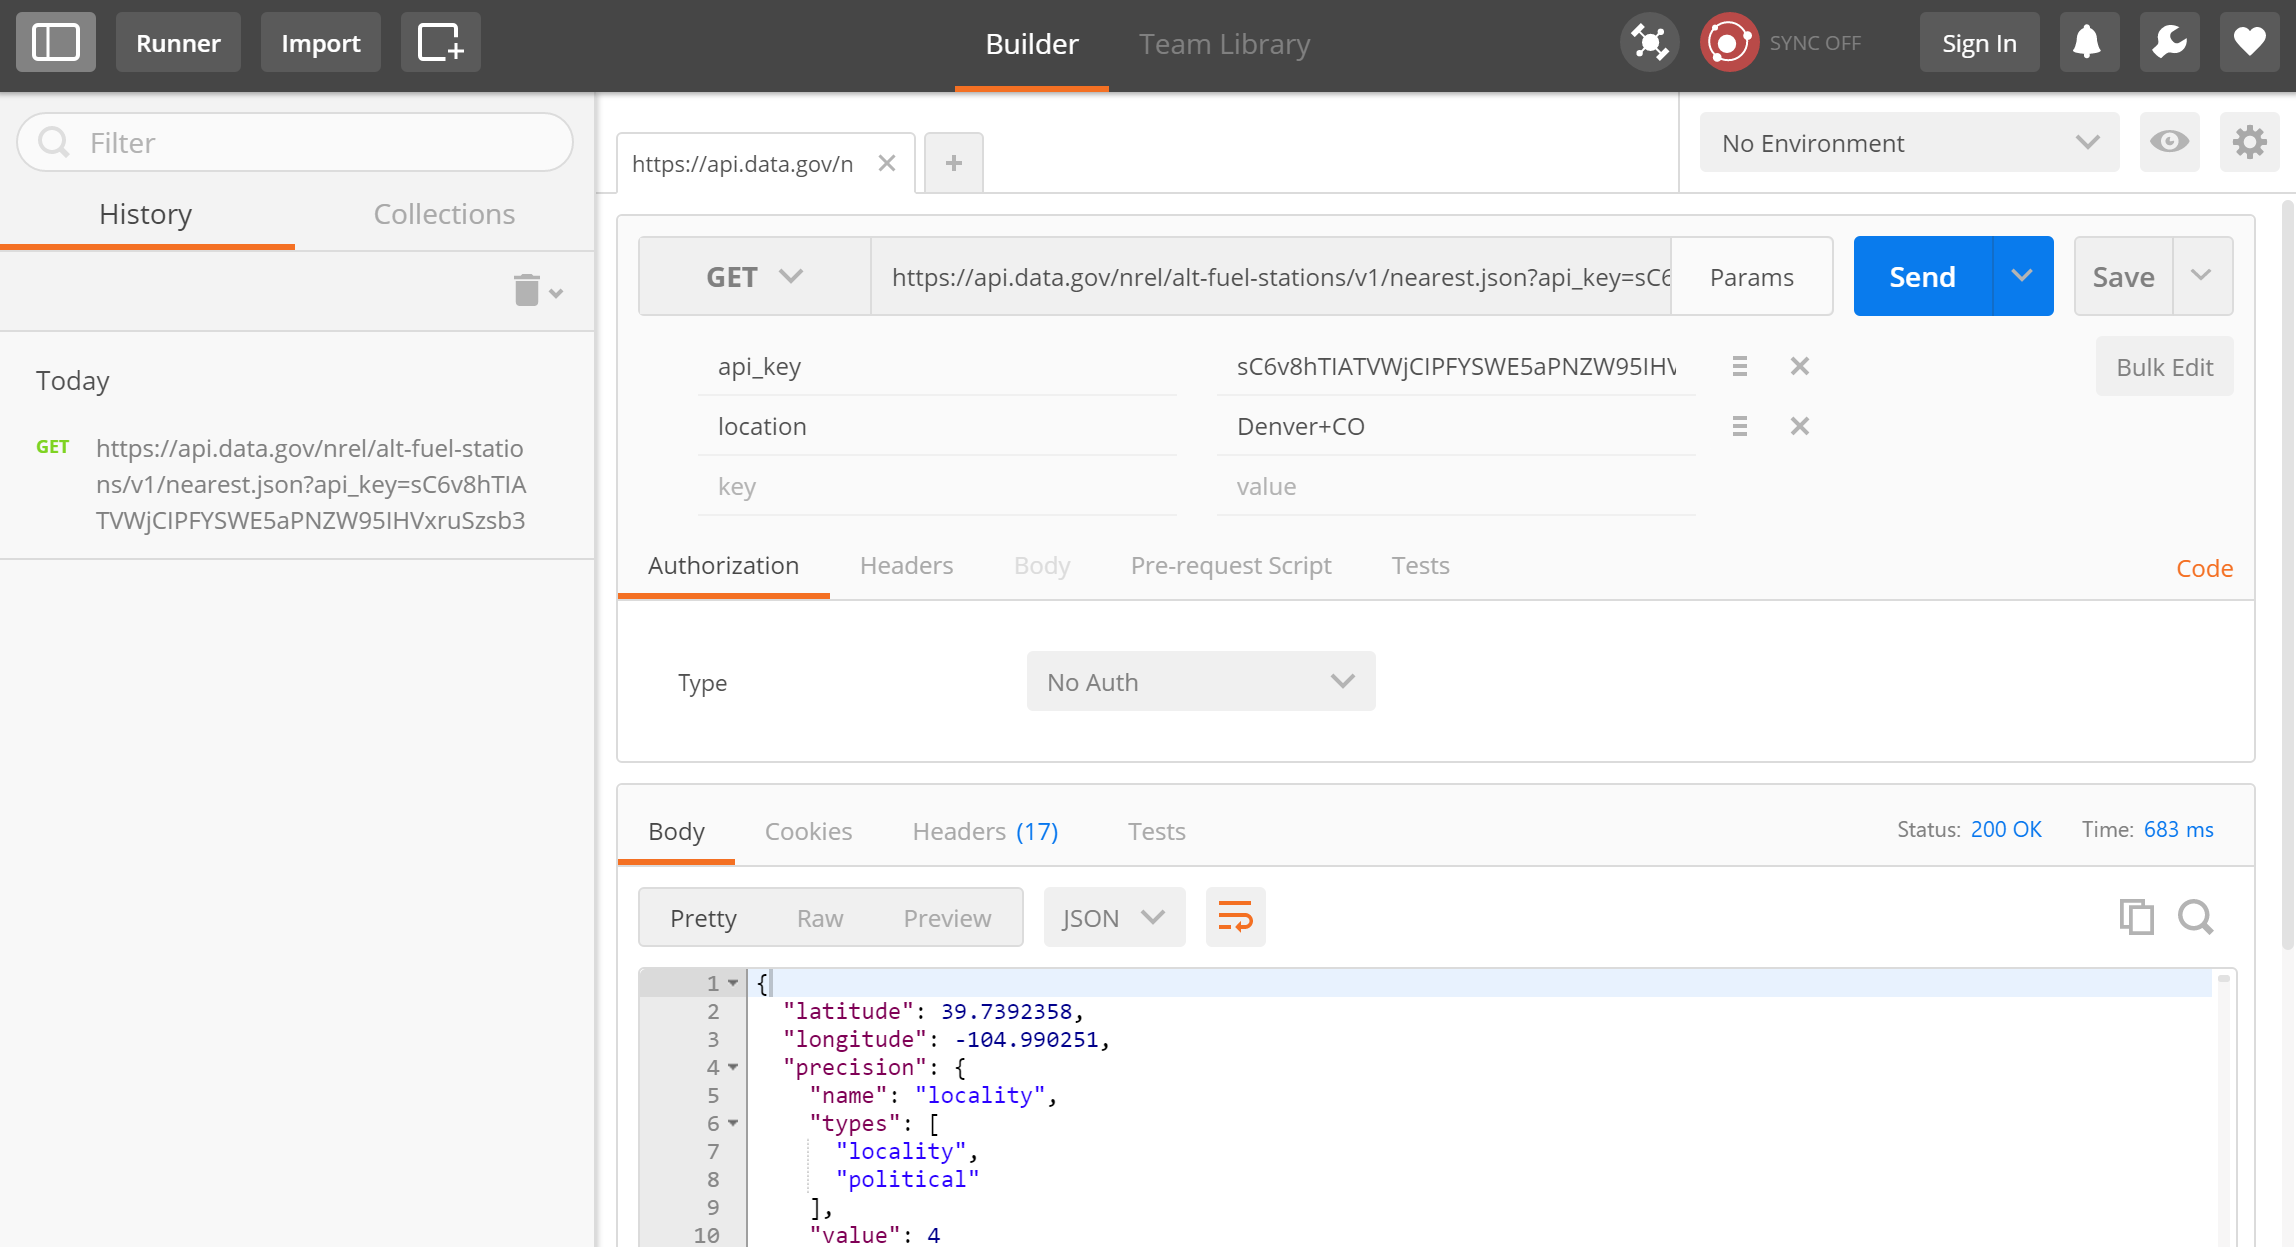 Runner Import Builder Team Library SYNC OFF Sign In
Filter
History Collections
Today
GET https://api.data.gov/nrel/alt-fuel-statio
ns/v1/nearest.json?api_key=sC6v8hTIA
TVWjCIPFYSWE5aPNZW95IHVxruSzsb3
https://api.data.gov/n
No Environment
GET https://api.data.gov/nrel/alt-fuel-stations/v1/nearest.json?api_key=sC6 Params Send Save
api_key sC6v8hTIATVWjCIPFYSWE5aPNZW95IHV Bulk Edit
location Denver+CO
key value
Authorization Headers Body Pre-request Script Tests Code
Type No Auth
Body Cookies Headers (17) Tests Status: 200 OK Time: 683 ms
Pretty Raw Preview JSON
1 {
2 "latitude": 39.7392358,
3 "longitude": -104.990251,
4 "precision": {
5 "name": "locality",
6 "types": [
7 "locality",
8 "political"
9 ],
10 "value": 4